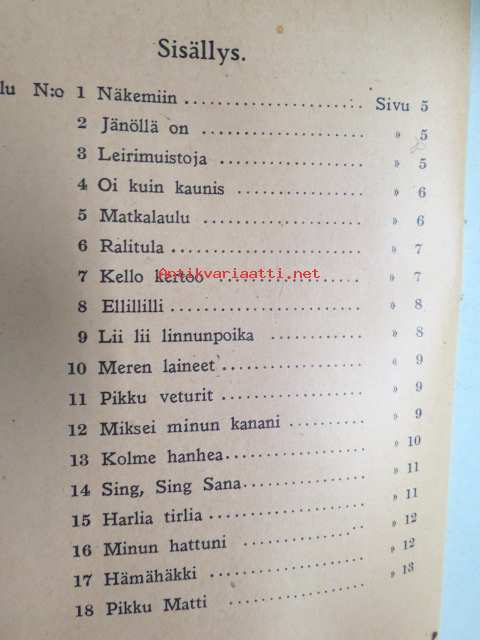 Sisällys.
lu N:o 1 Näkemiin .......................... Sivu 5
2 Jänöllä on ........................ » 5
3 Leirimuistoja ..................... » 5
4 Oi kuin kaunis ................... » 6
5 Matkalaulu ....................... » 6
6 Ralitula ............................ » 7
7 Kello kertoo ..................... » 7
Antikvariaatti.net
8 Ellillilli ............................ » 8
9 Lii lii linnunpoika ............... » 8
10 Meren laineet .................... » 9
11 Pikku veturit ..................... » 9
12 Miksei minun kanani ............ » 9
13 Kolme hanhea .................... » 10
14 Sing, Sing Sana .................. » 11
15 Harlia tirlia ....................... » 11
16 Minun hattuni ................... » 12
17 Hämähäkki ....................... » 12
18 Pikku Matti ...................... » 13